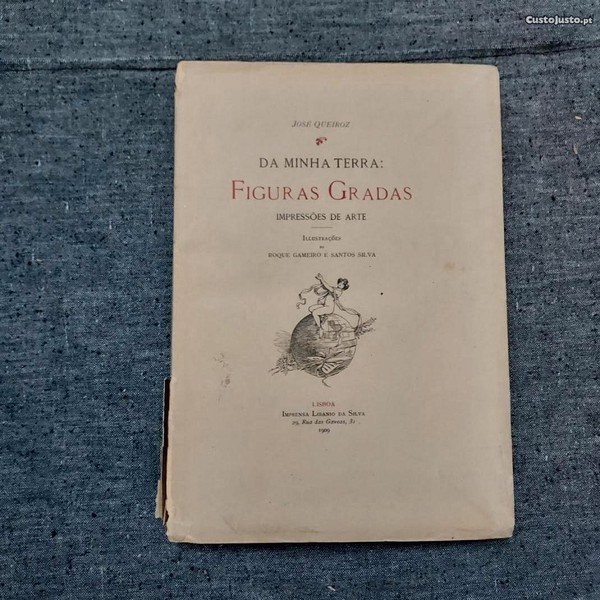 CustoJusto.pt
JOSÉ QUEIROZ
DA MINHA TERRA:
FIGURAS GRADAS
IMPRESSÕES DE ARTE
ILLUSTRAÇÕES
DE
ROQUE GAMEIRO E SANTOS SILVA
LISBOA
IMPRENSA LIBANIO DA SILVA
29, Rua das Gaveas, 31
1909